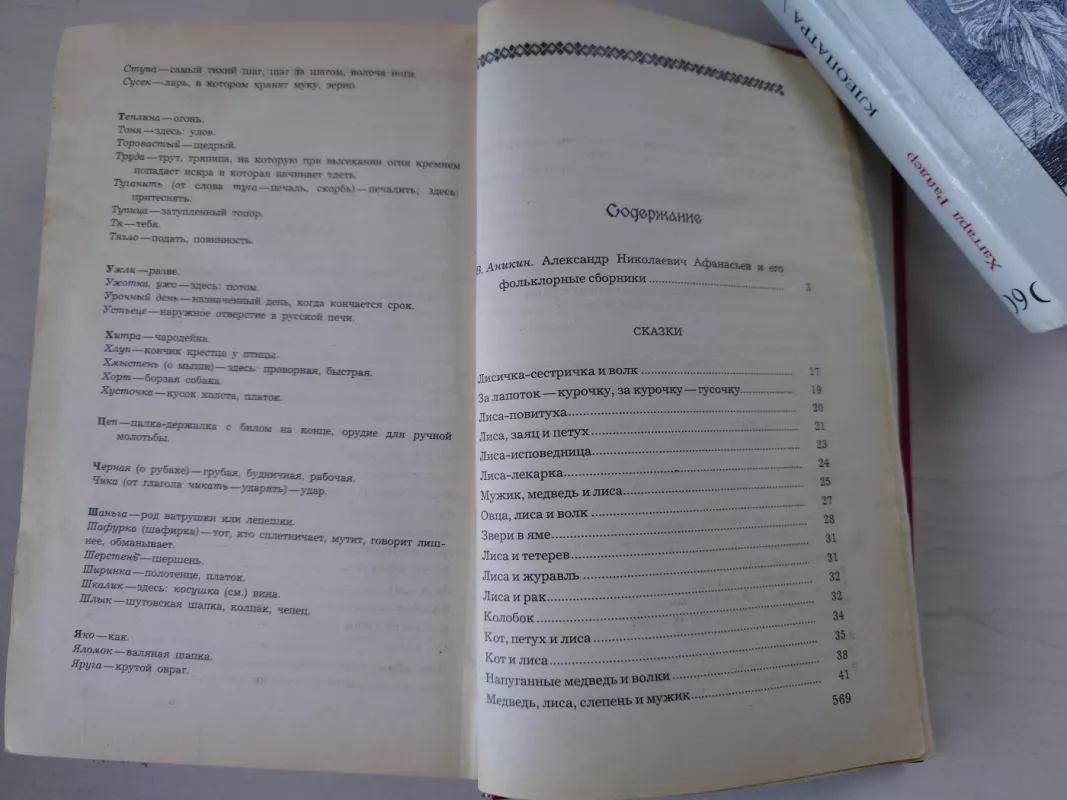 Ступа—самый тихий шаг, шаг за шагом, волоча ноги.
Сусек—ларь, в котором хранят муку, зерно.
Теплина—огонь.
Тоня—здесь: улов.
Тороватый—щедрый.
Труда—трут, тряпица, на которую при высекании огня кремнем
попадает искра и которая начинает тлеть.
Туганить (от слова туга—печаль, скорбь)—печалить; здесь:
притеснять.
Тупица—затупленный топор.
Тя—тебя.
Тягло—подать, повинность.
Ужли—разве.
Ужотка, ужо—здесь: потом.
Урочный день—назначенный день, когда кончается срок.
Устьеце—наружное отверстие в русской печи.
Хитра—чародейка.
Хлуп—кончик крестца у птицы.
Хмыстень (о мыши)—здесь: проворная, быстрая.
Хорт—борзая собака.
Хусточка—кусок холста, платок.
Цеп—палка-держалка с билом на конце, орудие для ручной
молотьбы.
Черная (о рубахе)—грубая, будничная, рабочая.
Чика (от глагола чикать—ударять)—удар.
Шаньга—род ватрушки или лепешки.
Шафурка (шафирка)—тот, кто сплетничает, мутит, говорит лиш-
нее, обманывает.
Шерстень—шершень.
Ширинка—полотенце, платок.
Шкалик—здесь: косушка (см.) вина.
Шлык—шутовская шапка, колпак, чепец.
Яко—как.
Яломок—валяная шапка.
Яруга—крутой овраг.
Содержание
В. Аникин. Александр Николаевич Афанасьев и его
фольклорные сборники 3
СКАЗКИ
Лисичка-сестричка и волк 17
За лапоток—курочку, за курочку—гусочку 19
Лиса-повитуха 20
Лиса, заяц и петух 21
Лиса-исповедница 23
Лиса-лекарка 24
Мужик, медведь и лиса 25
Овца, лиса и волк 27
Звери в яме 28
Лиса и тетерев 31
Лиса и журавль 31
Лиса и рак 32
Колобок 32
Кот, петух и лиса 34
Кот и лиса 35
Напуганные медведь и волки 38
Медведь, лиса, слепень и мужик 41
569
КЛЕОПАТРА
Хаггард Райдер